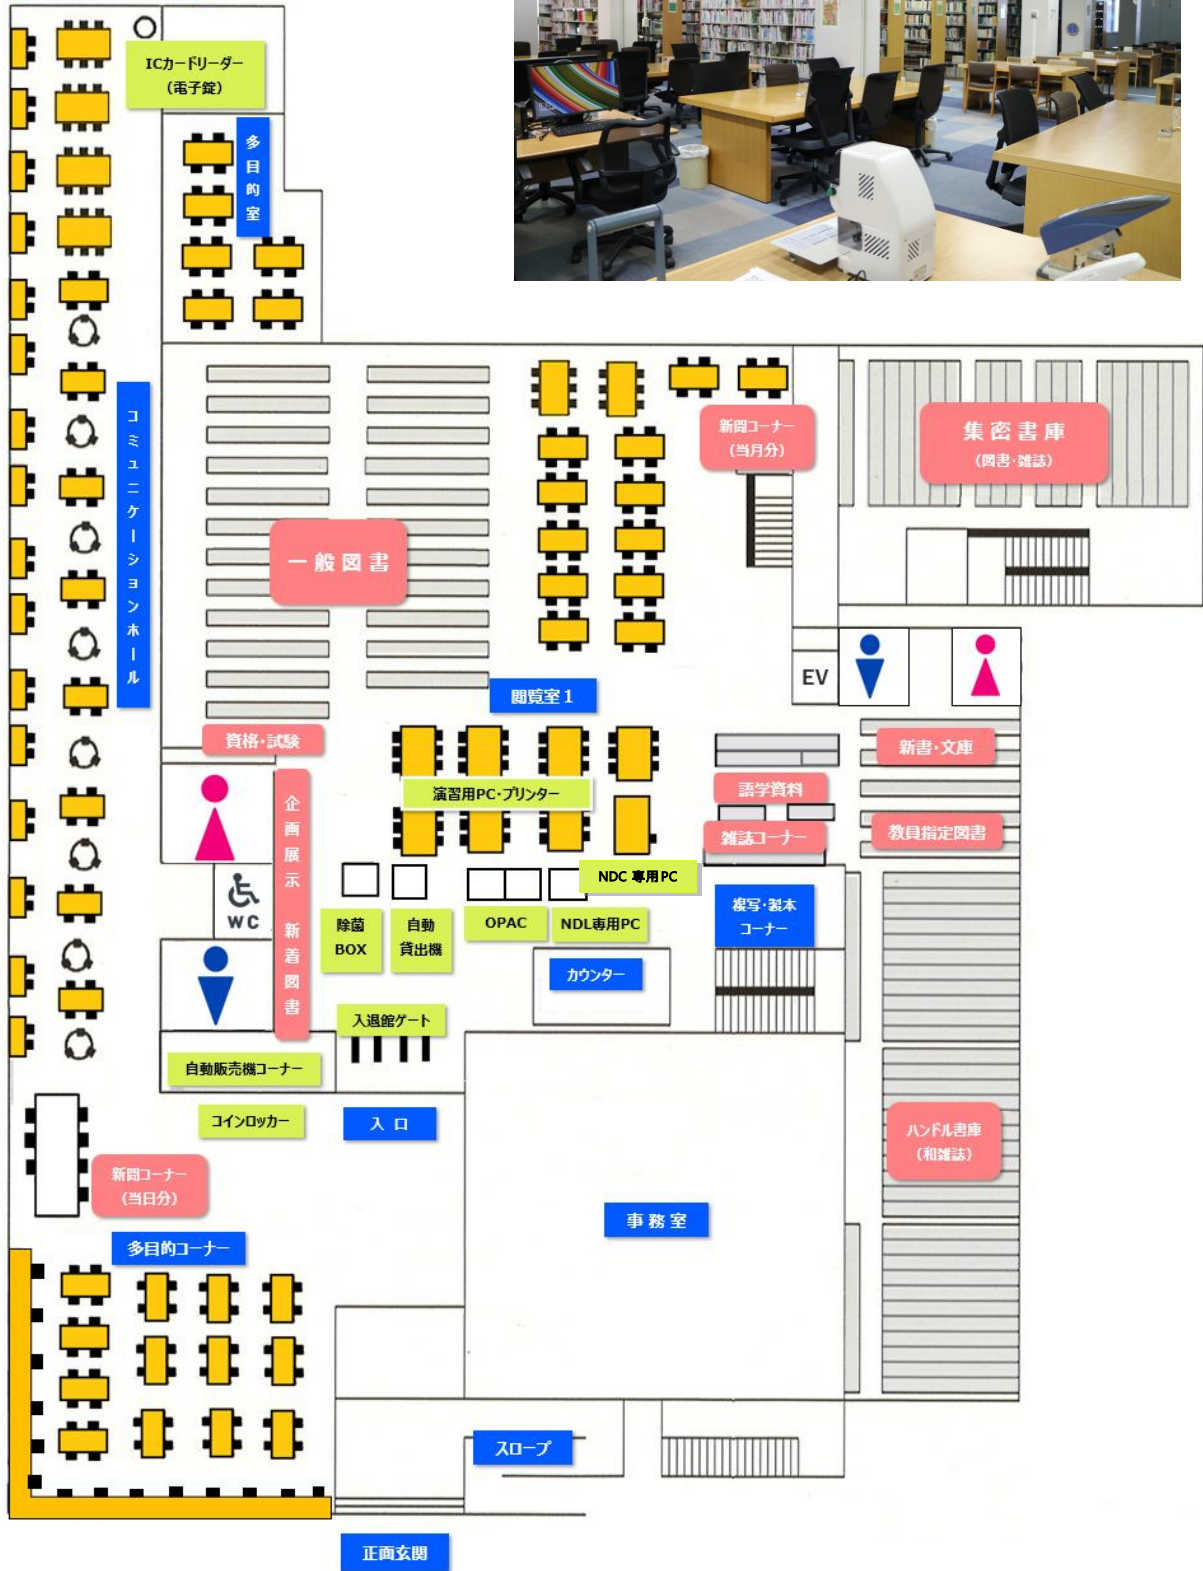 ICカードリーダー
(電子錠)
多目的室
コミュニケーションホール
新聞コーナー
(当月分)
集密書庫
(図書・雑誌)
一般図書
EV
閲覧室1
資格・試験
新書・文庫
演習用PC・プリンター
語学資料
企画展示 新着図書
雑誌コーナー
教員指定図書
NDC 専用PC
WC
除菌
BOX
自動
貸出機
OPAC
NDL専用PC
複写・製本
コーナー
カウンター
入退館ゲート
自動販売機コーナー
コインロッカー
入口
ハンドル書庫
(和雑誌)
新聞コーナー
(当日分)
事務室
多目的コーナー
スロープ
正面玄関